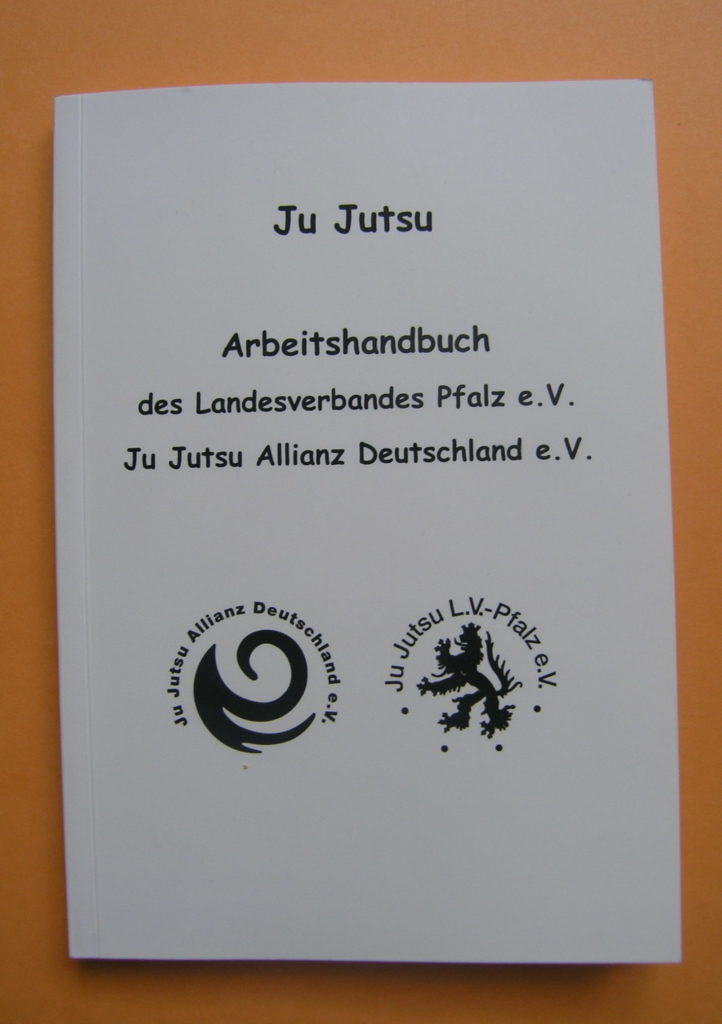 Ju Jutsu
Arbeitshandbuch
des Landesverbandes Pfalz e.V.
Ju Jutsu Allianz Deutschland e.V.
Ju Jutsu Allianz Deutschland e.V.
Ju Jutsu L.V.-Pfalz e.V.